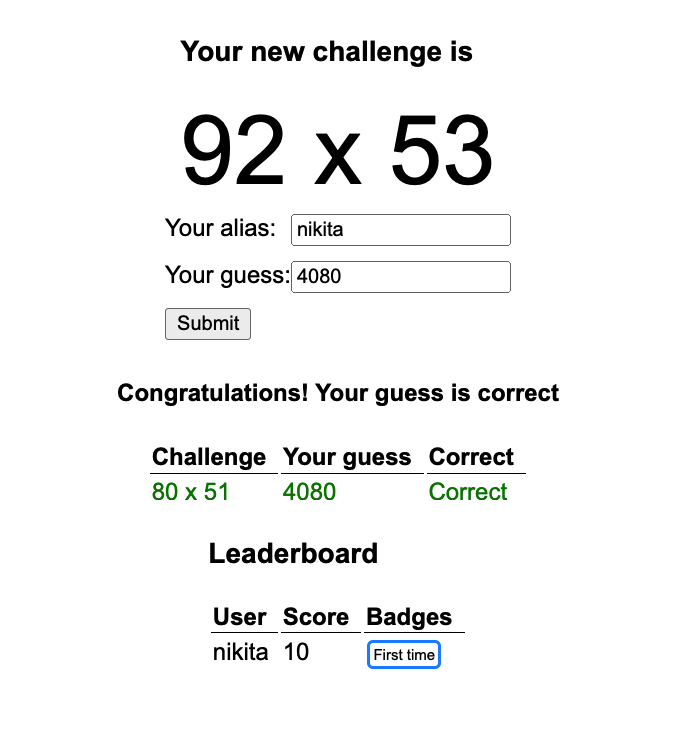 Your new challenge is
92 x 53
Your alias: nikita
Your guess: 4080
Submit
Congratulations! Your guess is correct
Challenge Your guess Correct
80 x 51 4080 Correct
Leaderboard
User Score Badges
nikita 10 First time